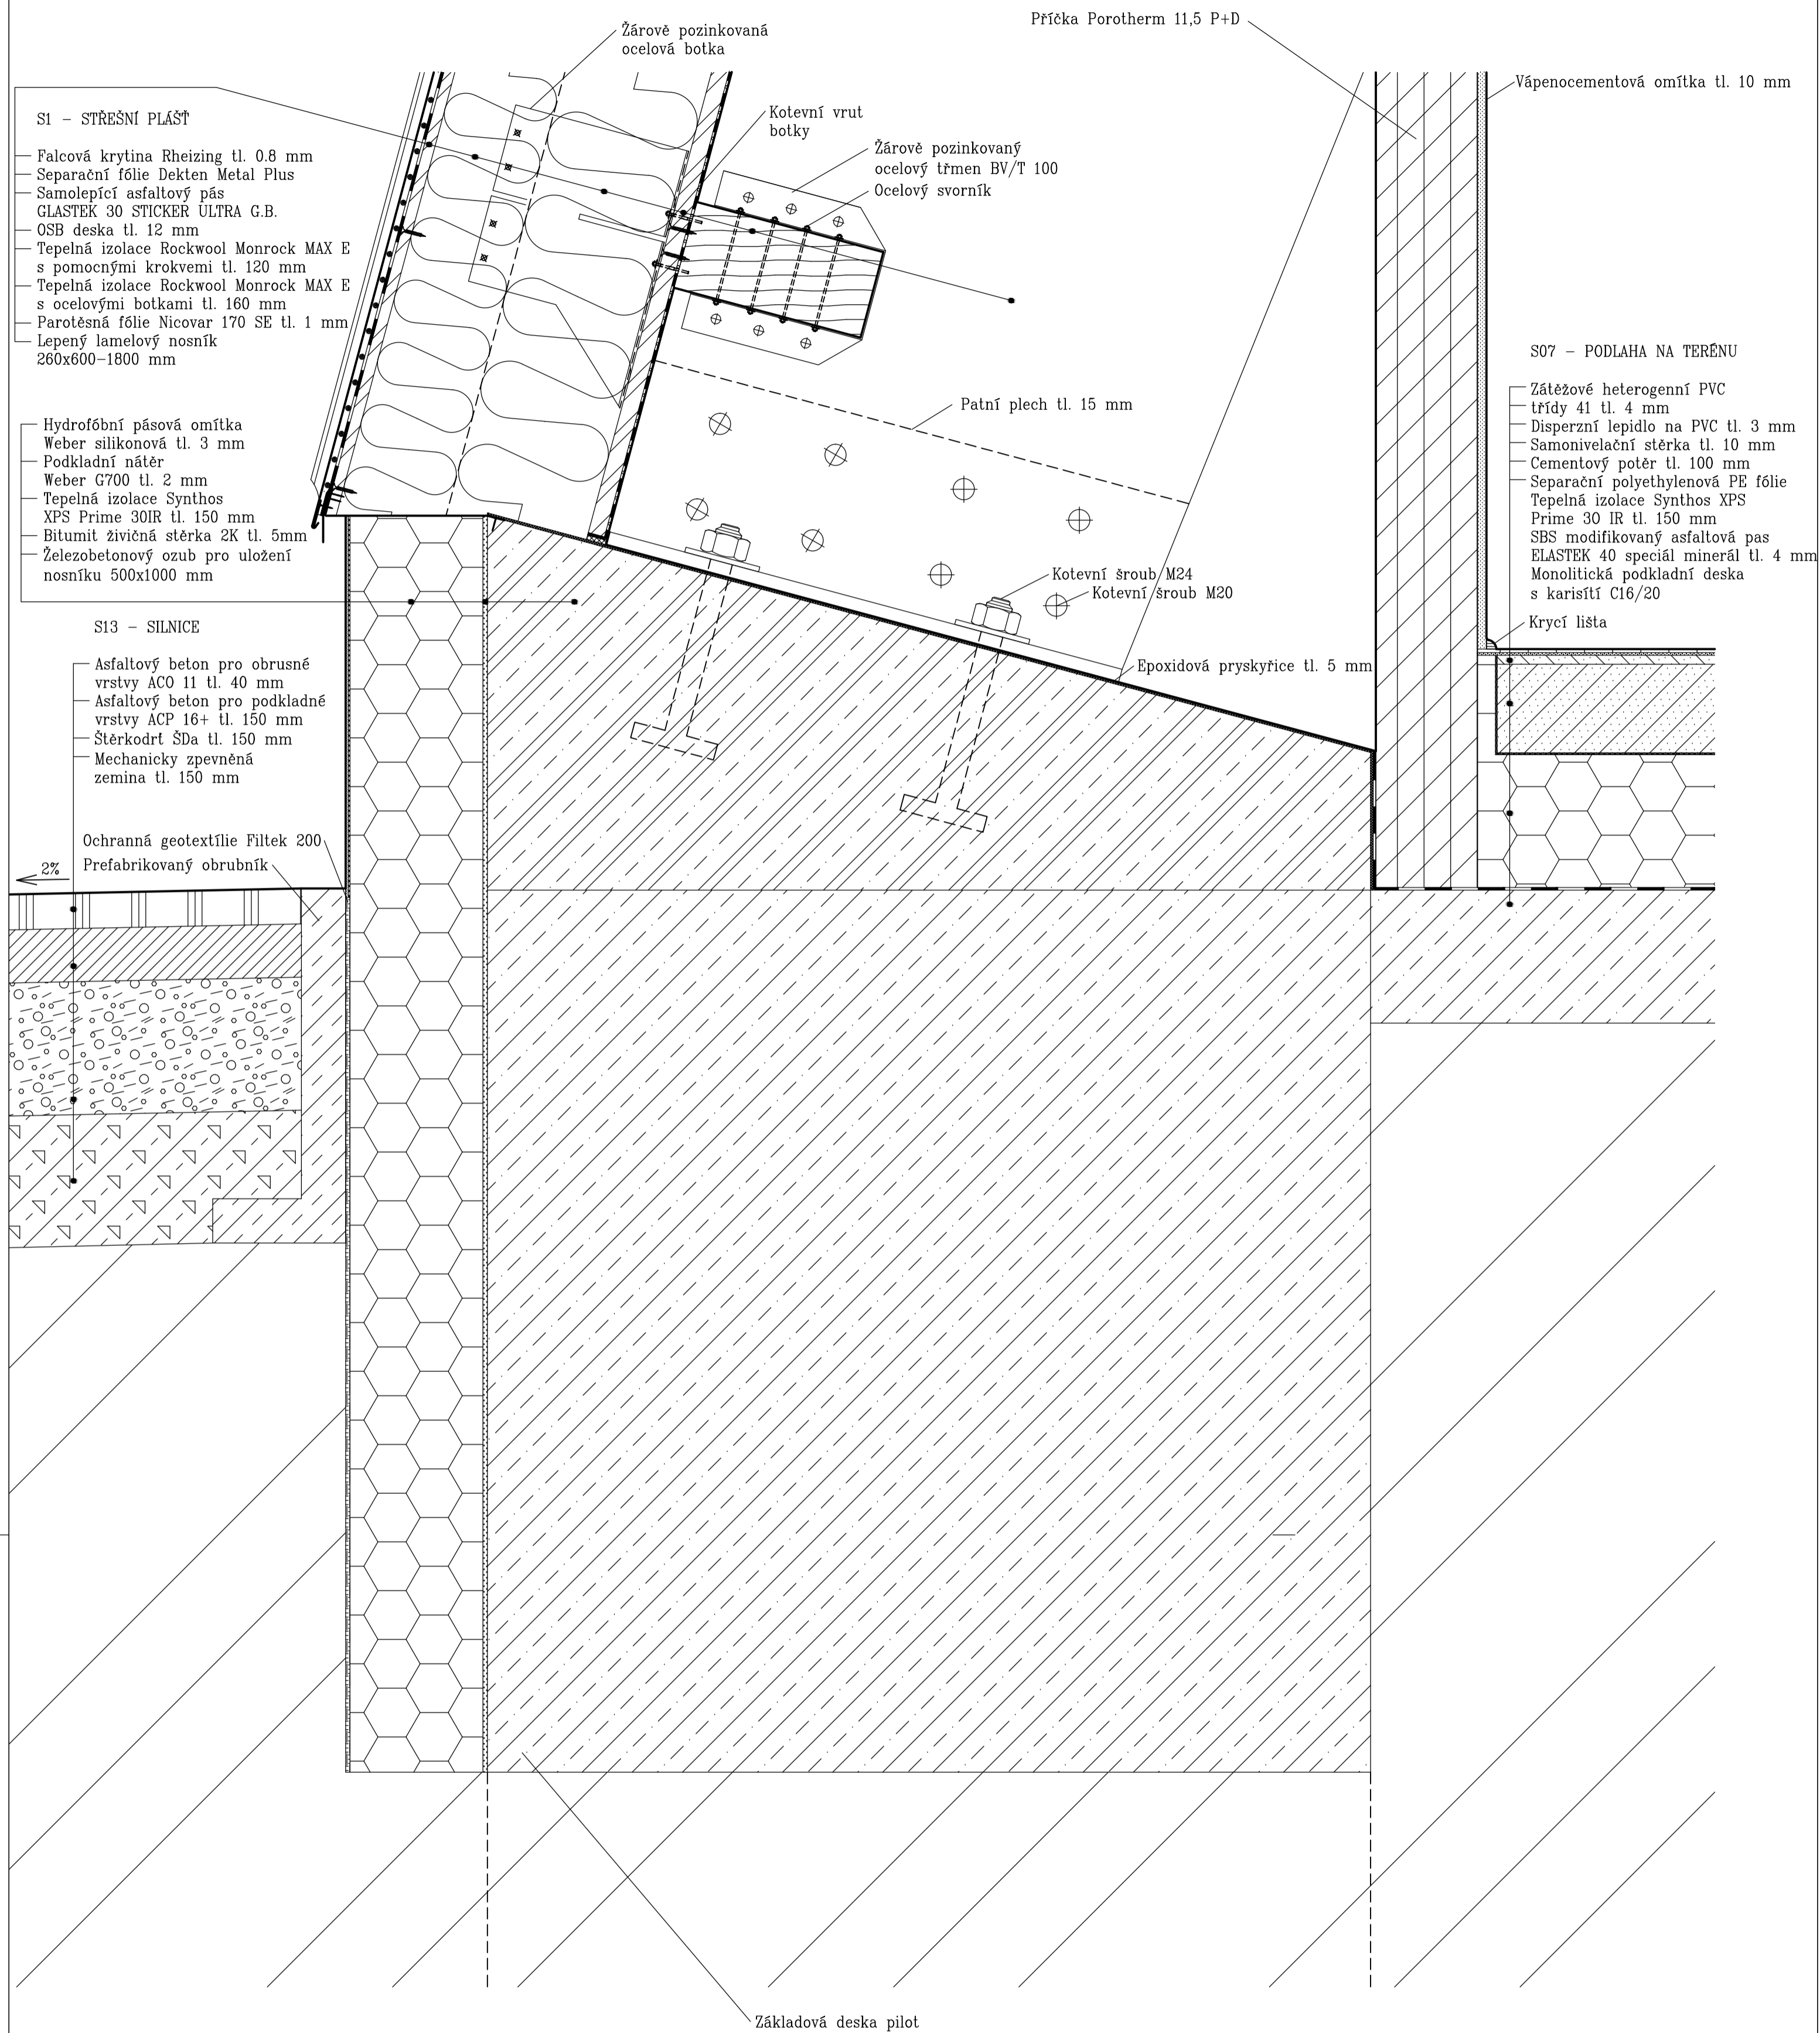 Příčka Porotherm 11,5 P+D
Žárově pozinkovaná
ocelová botka
Vápenocementová omítka tl. 10 mm
Kotevní vrut
botky
Žárově pozinkovaný
ocelový třmen BV/T 100
Ocelový svorník
S1 - STŘEŠNÍ PLÁŠŤ
Falcová krytina Rheizing tl. 0.8 mm
Separační fólie Dekten Metal Plus
Samolepící asfaltový pás
GLASTEK 30 STICKER ULTRA G.B.
OSB deska tl. 12 mm
Tepelná izolace Rockwool Monrock MAX E
s pomocnými krokvemi tl. 120 mm
Tepelná izolace Rockwool Monrock MAX E
s ocelovými botkami tl. 160 mm
Parotěsná fólie Nicovar 170 SE tl. 1 mm
Lepený lamelový nosník
260x600-1800 mm
Patní plech tl. 15 mm
S07 - PODLAHA NA TERÉNU
Zátěžové heterogenní PVC
třídy 41 tl. 4 mm
Disperzní lepidlo na PVC tl. 3 mm
Samonivelační stěrka tl. 10 mm
Cementový potěr tl. 100 mm
Separační polyethylenová PE fólie
Tepelná izolace Synthos XPS
Prime 30 IR tl. 150 mm
SBS modifikovaný asfaltová pas
ELASTEK 40 speciál minerál tl. 4 mm
Monolitická podkladní deska
s karisítí C16/20
Krycí lišta
Hydrofóbní pásová omítka
Weber silikonová tl. 3 mm
Podkladní nátěr
Weber G700 tl. 2 mm
Tepelná izolace Synthos
XPS Prime 30IR tl. 150 mm
Bitumit živičná stěrka 2K tl. 5mm
Železobetonový ozub pro uložení
nosníku 500x1000 mm
Kotevní šroub M24
Kotevní šroub M20
Epoxidová pryskyřice tl. 5 mm
S13 - SILNICE
Asfaltový beton pro obrusné
vrstvy ACO 11 tl. 40 mm
Asfaltový beton pro podkladné
vrstvy ACP 16+ tl. 150 mm
Štěrkodrť ŠDa tl. 150 mm
Mechanicky zpevněná
zemina tl. 150 mm
Ochranná geotextílie Filtek 200
Prefabrikovaný obrubník
2%
Základová deska pilot